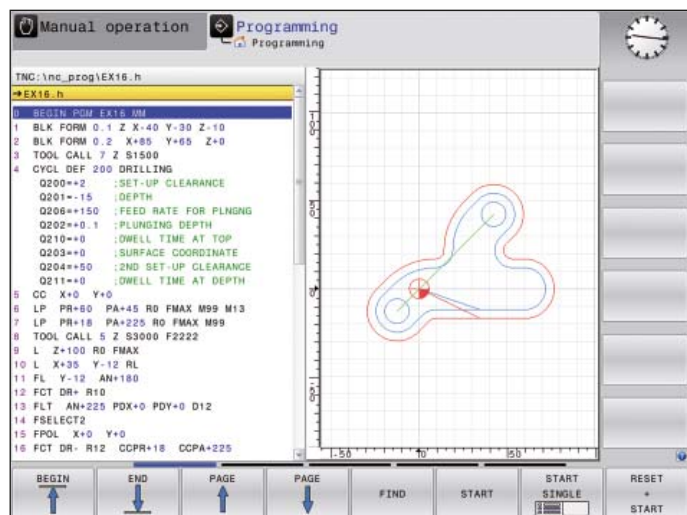 Manual operation
Programming
Programming
TNC:\nc_prog\EX16.h
→EX16.h
0 BEGIN PGM EX16 MM
1 BLK FORM 0.1 Z X-40 Y-30 Z-10
2 BLK FORM 0.2 X+85 Y+65 Z+0
3 TOOL CALL 7 Z S1500
4 CYCL DEF 200 DRILLING
Q200=+2 ;SET-UP CLEARANCE
Q201=-15 ;DEPTH
Q206=+150 ;FEED RATE FOR PLNGNG
Q202=+0.1 ;PLUNGING DEPTH
Q210=+0 ;DWELL TIME AT TOP
Q203=+0 ;SURFACE COORDINATE
Q204=+50 ;2ND SET-UP CLEARANCE
Q211=+0 ;DWELL TIME AT DEPTH
5 CC X+0 Y+0
6 LP PR+60 PA+45 R0 FMAX M99 M13
7 LP PR+18 PA+225 R0 FMAX M99
8 TOOL CALL 5 Z S3000 F2222
9 L Z+100 R0 FMAX
10 L X+35 Y-12 RL
11 FL Y-12 AN+180
12 FCT DR+ R10
13 FLT AN+225 PDX+0 PDY+0 D12
14 FSELECT2
15 FPOL X+0 Y+0
16 FCT DR- R12 CCPR+18 CCPA+225
100
50
0
-50
-50
0
50
BEGIN
END
PAGE
PAGE
FIND
START
START
SINGLE
RESET
+
START